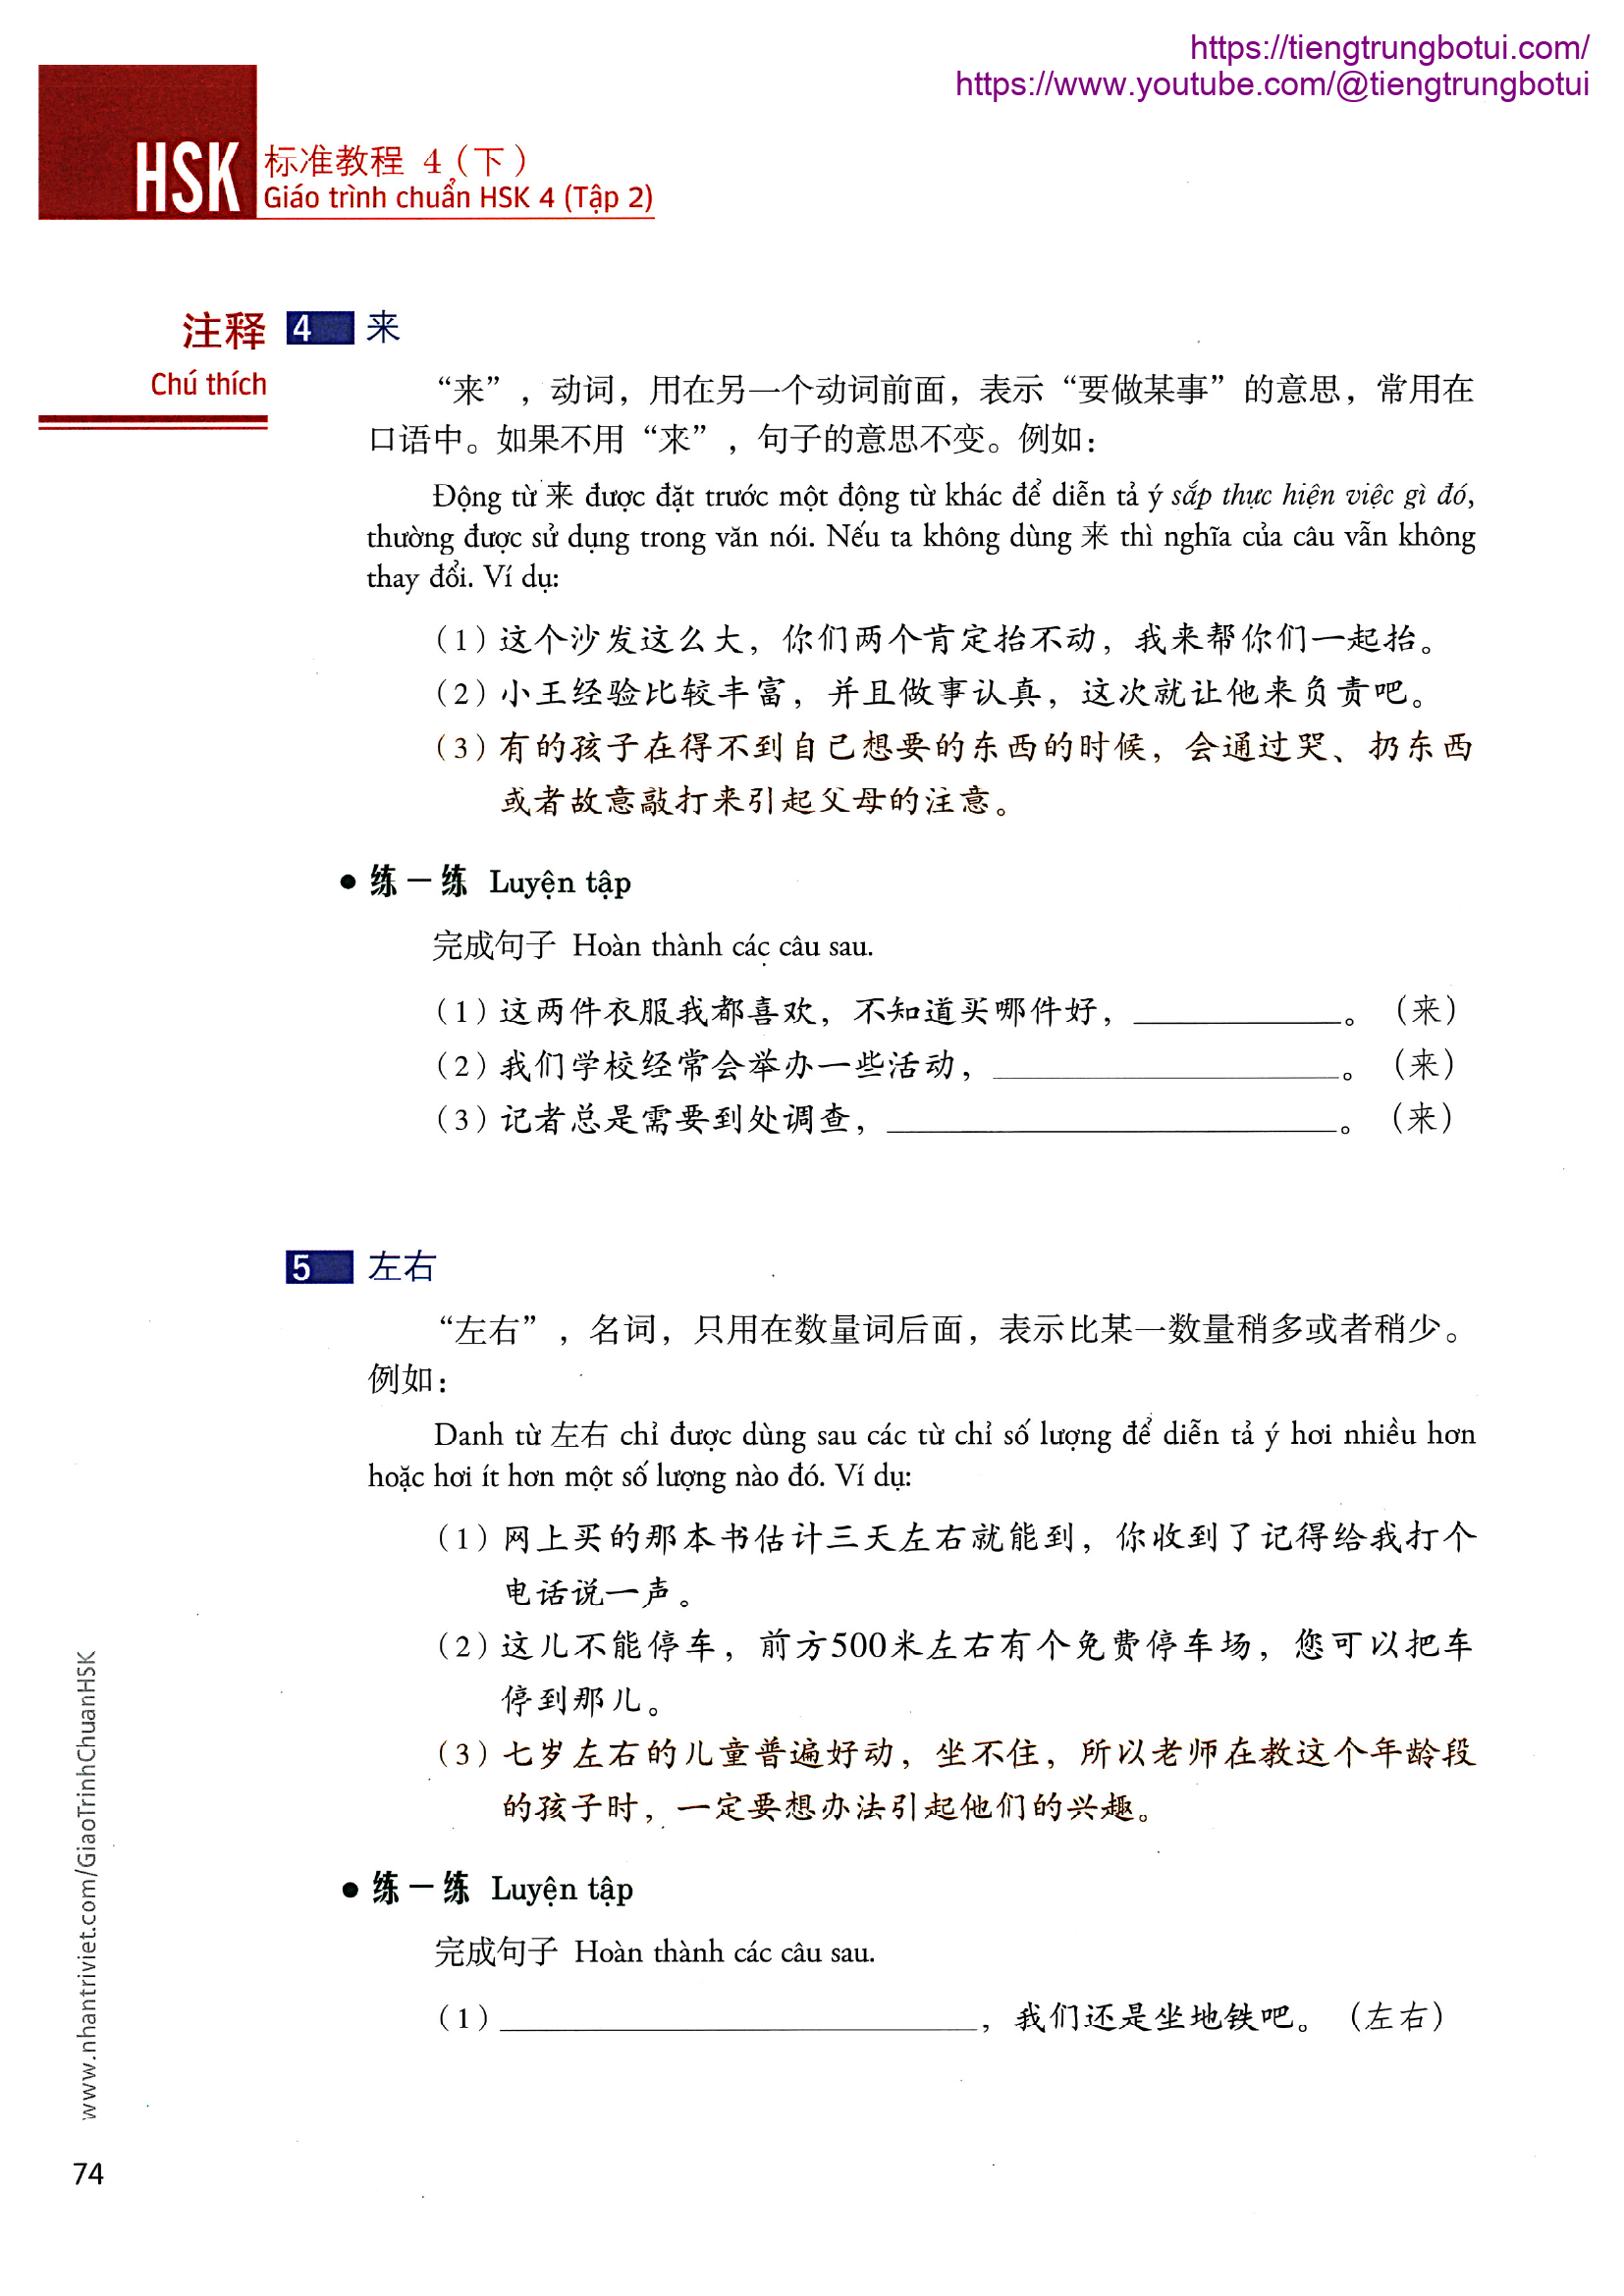 https://tiengtrungbotui.com/
https://www.youtube.com/@tiengtrungbotui
HSK 标准教程 4（下）
Giáo trình chuẩn HSK 4 (Tập 2)
注释 4 来
Chú thích
“来”，动词，用在另一个动词前面，表示“要做某事”的意思，常用在
口语中。如果不用“来”，句子的意思不变。例如：
Động từ 来 được đặt trước một động từ khác để diễn tả ý sắp thực hiện việc gì đó,
thường được sử dụng trong văn nói. Nếu ta không dùng 来 thì nghĩa của câu vẫn không
thay đổi. Ví dụ:
（1）这个沙发这么大，你们两个肯定抬不动，我来帮你们一起抬。
（2）小王经验比较丰富，并且做事认真，这次就让他来负责吧。
（3）有的孩子在得不到自己想要的东西的时候，会通过哭、扔东西
或者故意敲打来引起父母的注意。
● 练一练 Luyện tập
完成句子 Hoàn thành các câu sau.
（1）这两件衣服我都喜欢，不知道买哪件好，____________。（来）
（2）我们学校经常会举办一些活动，____________________。（来）
（3）记者总是需要到处调查，__________________________。（来）
5 左右
“左右”，名词，只用在数量词后面，表示比某一数量稍多或者稍少。
例如：
Danh từ 左右 chỉ được dùng sau các từ chỉ số lượng để diễn tả ý hơi nhiều hơn
hoặc hơi ít hơn một số lượng nào đó. Ví dụ:
（1）网上买的那本书估计三天左右就能到，你收到了记得给我打个
电话说一声。
（2）这儿不能停车，前方500米左右有个免费停车场，您可以把车
停到那儿。
（3）七岁左右的儿童普遍好动，坐不住，所以老师在教这个年龄段
的孩子时，一定要想办法引起他们的兴趣。
● 练一练 Luyện tập
完成句子 Hoàn thành các câu sau.
（1）____________________________，我们还是坐地铁吧。（左右）
www.nhantriviet.com/GiaoTrinhChuanHSK
74